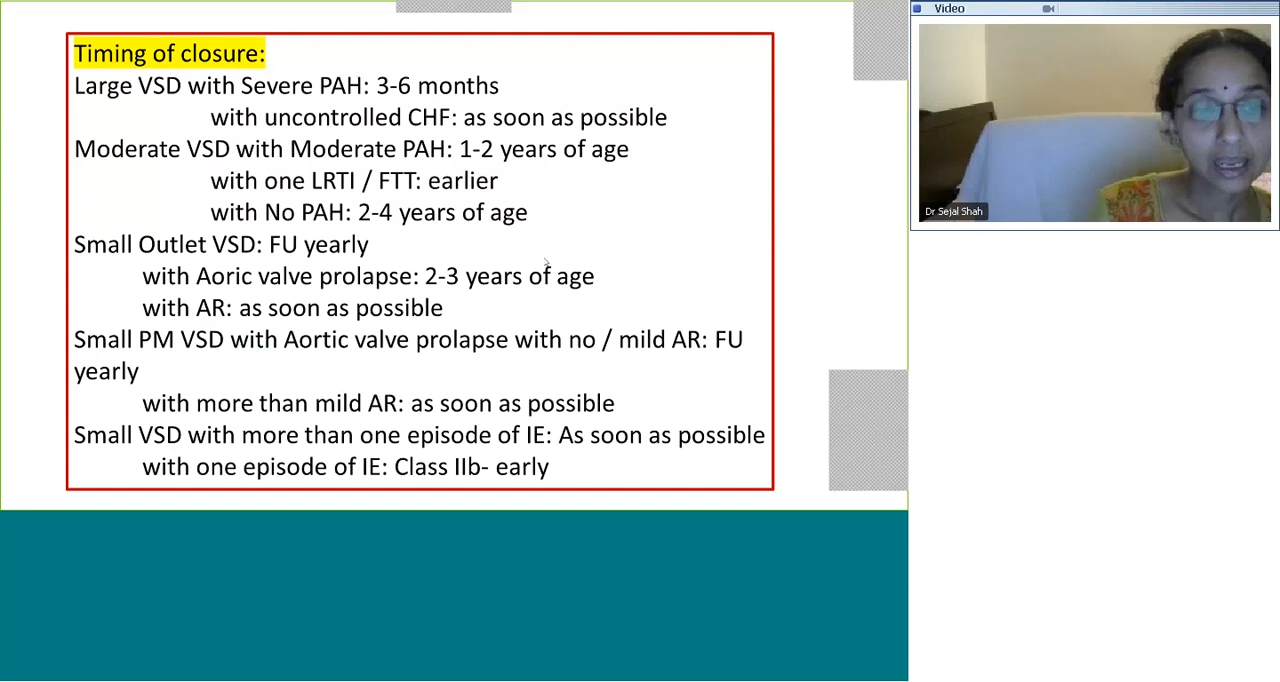 Timing of closure:
Large VSD with Severe PAH: 3-6 months
with uncontrolled CHF: as soon as possible
Moderate VSD with Moderate PAH: 1-2 years of age
with one LRTI / FTT: earlier
with No PAH: 2-4 years of age
Small Outlet VSD: FU yearly
with Aoric valve prolapse: 2-3 years of age
with AR: as soon as possible
Small PM VSD with Aortic valve prolapse with no / mild AR: FU
yearly
with more than mild AR: as soon as possible
Small VSD with more than one episode of IE: As soon as possible
with one episode of IE: Class IIb- early
Video
Dr Sejal Shah